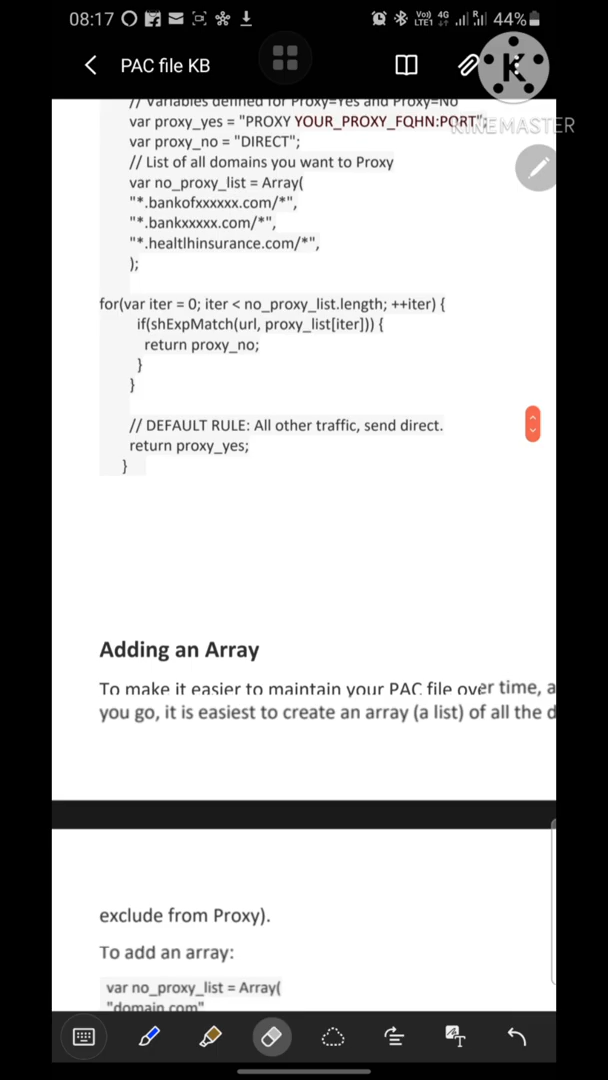 08:17
Vo)) 4G R
LTE1 44%
PAC file KB
K
KINEMASTER
// Variables defined for Proxy=Yes and Proxy=No
var proxy_yes = "PROXY YOUR_PROXY_FQHN:PORT";
var proxy_no = "DIRECT";
// List of all domains you want to Proxy
var no_proxy_list = Array(
"*.bankofxxxxxx.com/*",
"*.bankxxxxx.com/*",
"*.healtlhinsurance.com/*",
);
for(var iter = 0; iter < no_proxy_list.length; ++iter) {
if(shExpMatch(url, proxy_list[iter])) {
return proxy_no;
}
}
// DEFAULT RULE: All other traffic, send direct.
return proxy_yes;
}
Adding an Array
To make it easier to maintain your PAC file over time, a
you go, it is easiest to create an array (a list) of all the d
exclude from Proxy).
To add an array:
var no_proxy_list = Array(
"domain.com"
T